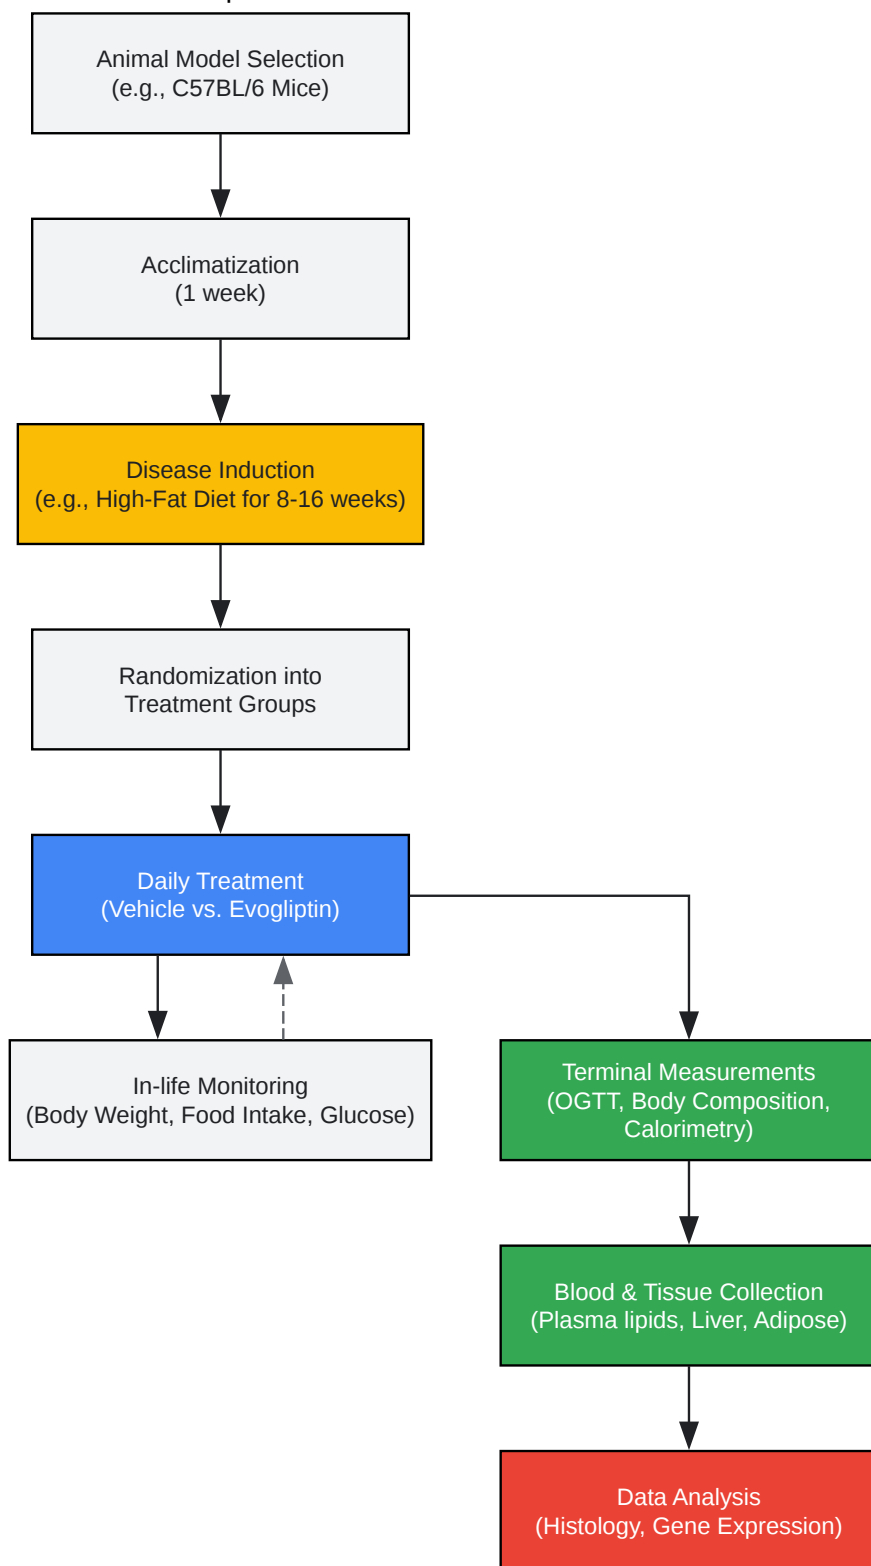 Animal Model Selection
(e.g., C57BL/6 Mice)
Acclimatization
(1 week)
Disease Induction
(e.g., High-Fat Diet for 8-16 weeks)
Randomization into
Treatment Groups
Daily Treatment
(Vehicle vs. Evogliptin)
In-life Monitoring
(Body Weight, Food Intake, Glucose)
Terminal Measurements
(OGTT, Body Composition,
Calorimetry)
Blood & Tissue Collection
(Plasma lipids, Liver, Adipose)
Data Analysis
(Histology, Gene Expression)